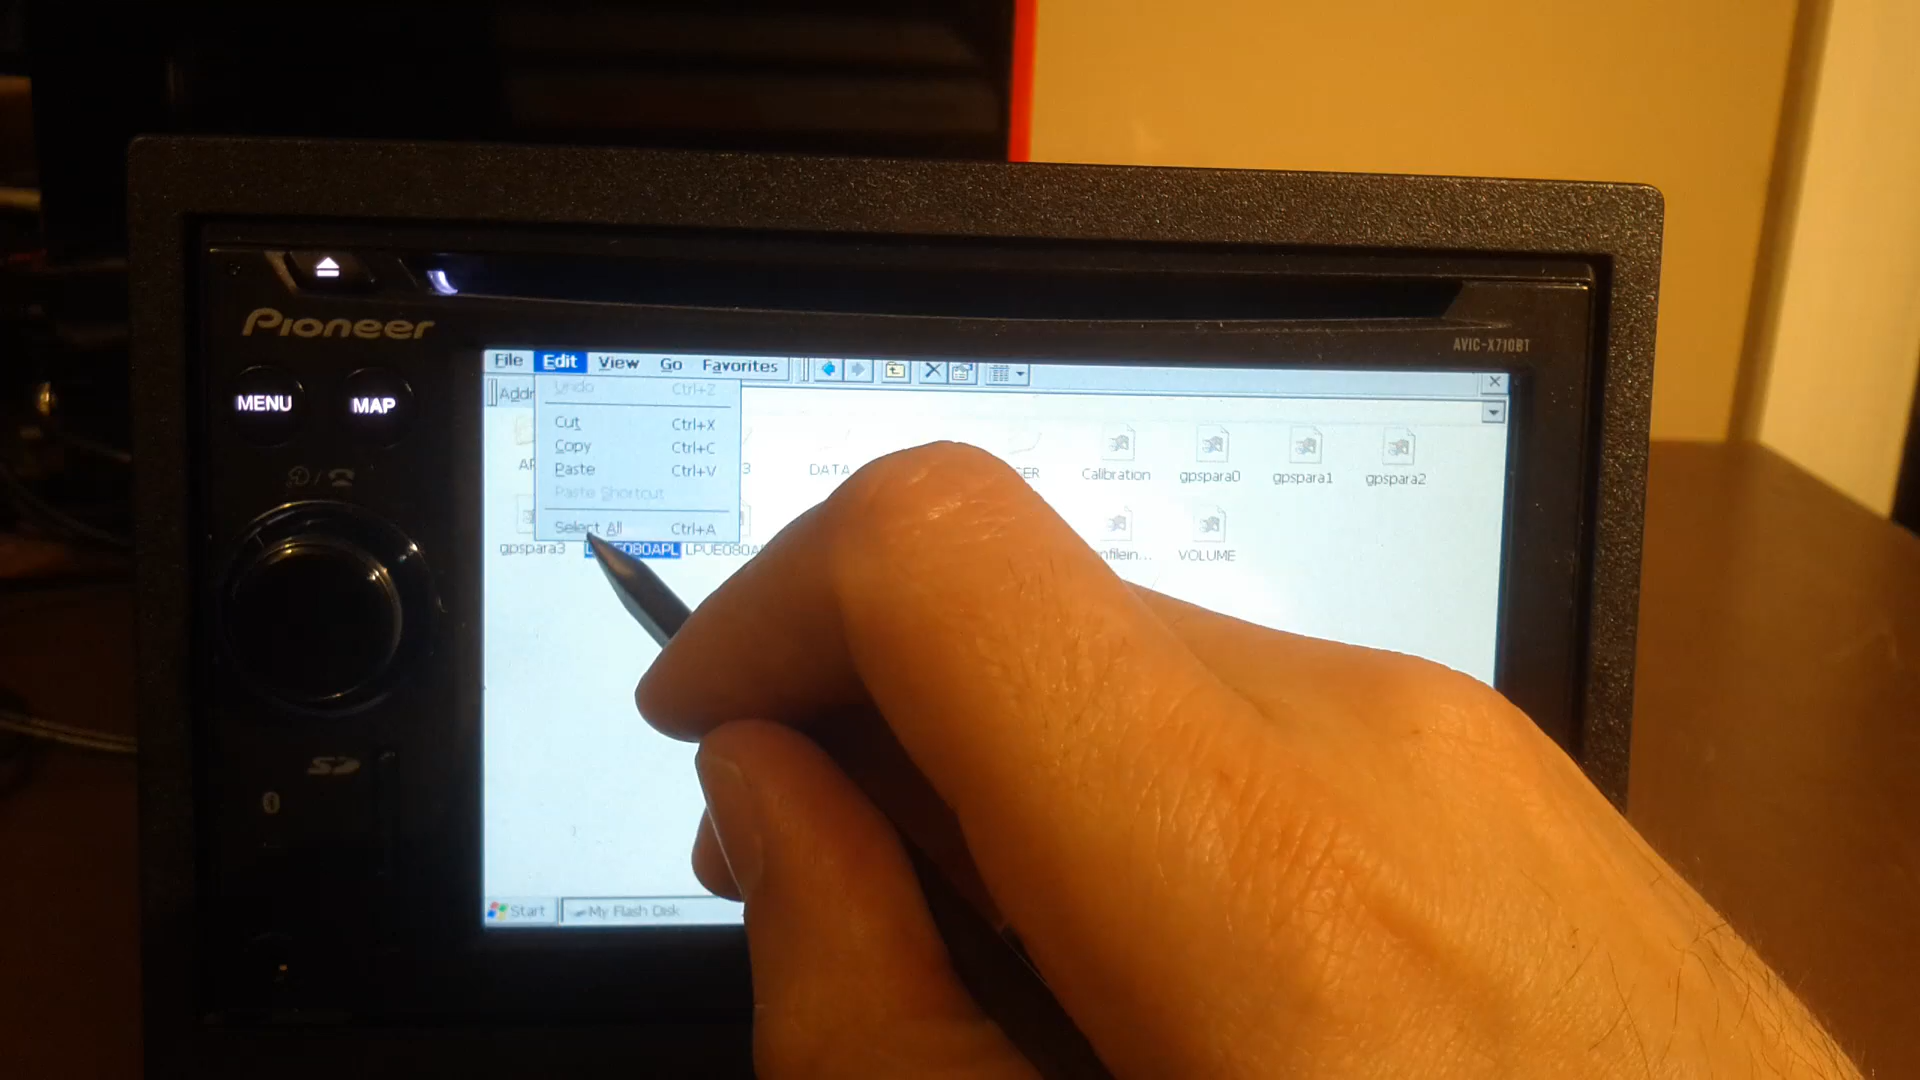 Pioneer
AVIC-X710BT
MENU
MAP
File Edit View Go Favorites
Addr
Undo Ctrl+Z
Cut Ctrl+X
Copy Ctrl+C
Paste Ctrl+V
Paste Shortcut
Select All Ctrl+A
DATA
Calibration
gpspara0
gpspara1
gpspara2
gpspara3
VOLUME
Start
My Flash Disk